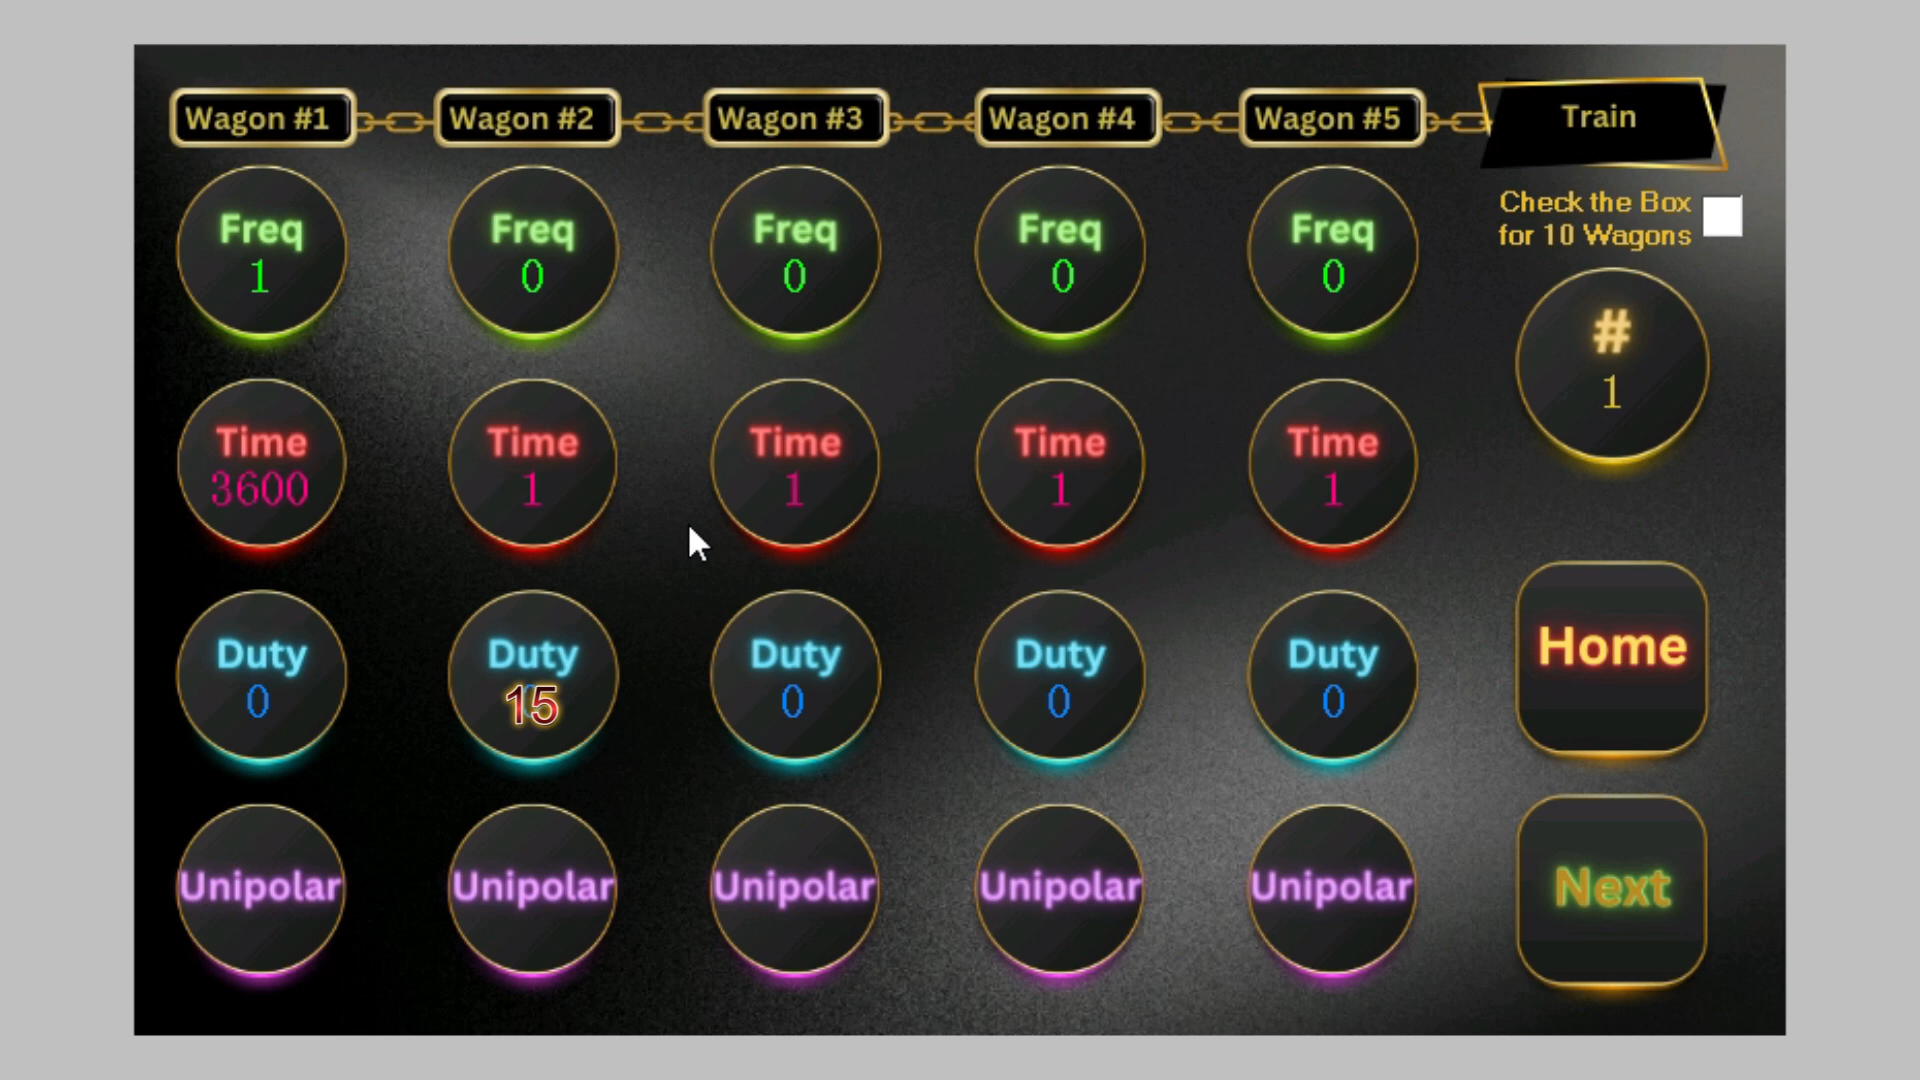 Wagon #1
Wagon #2
Wagon #3
Wagon #4
Wagon #5
Train
Check the Box
for 10 Wagons
Freq
1
Freq
0
Freq
0
Freq
0
Freq
0
#
1
Time
3600
Time
1
Time
1
Time
1
Time
1
Duty
0
Duty
15
Duty
0
Duty
0
Duty
0
Home
Unipolar
Unipolar
Unipolar
Unipolar
Unipolar
Next